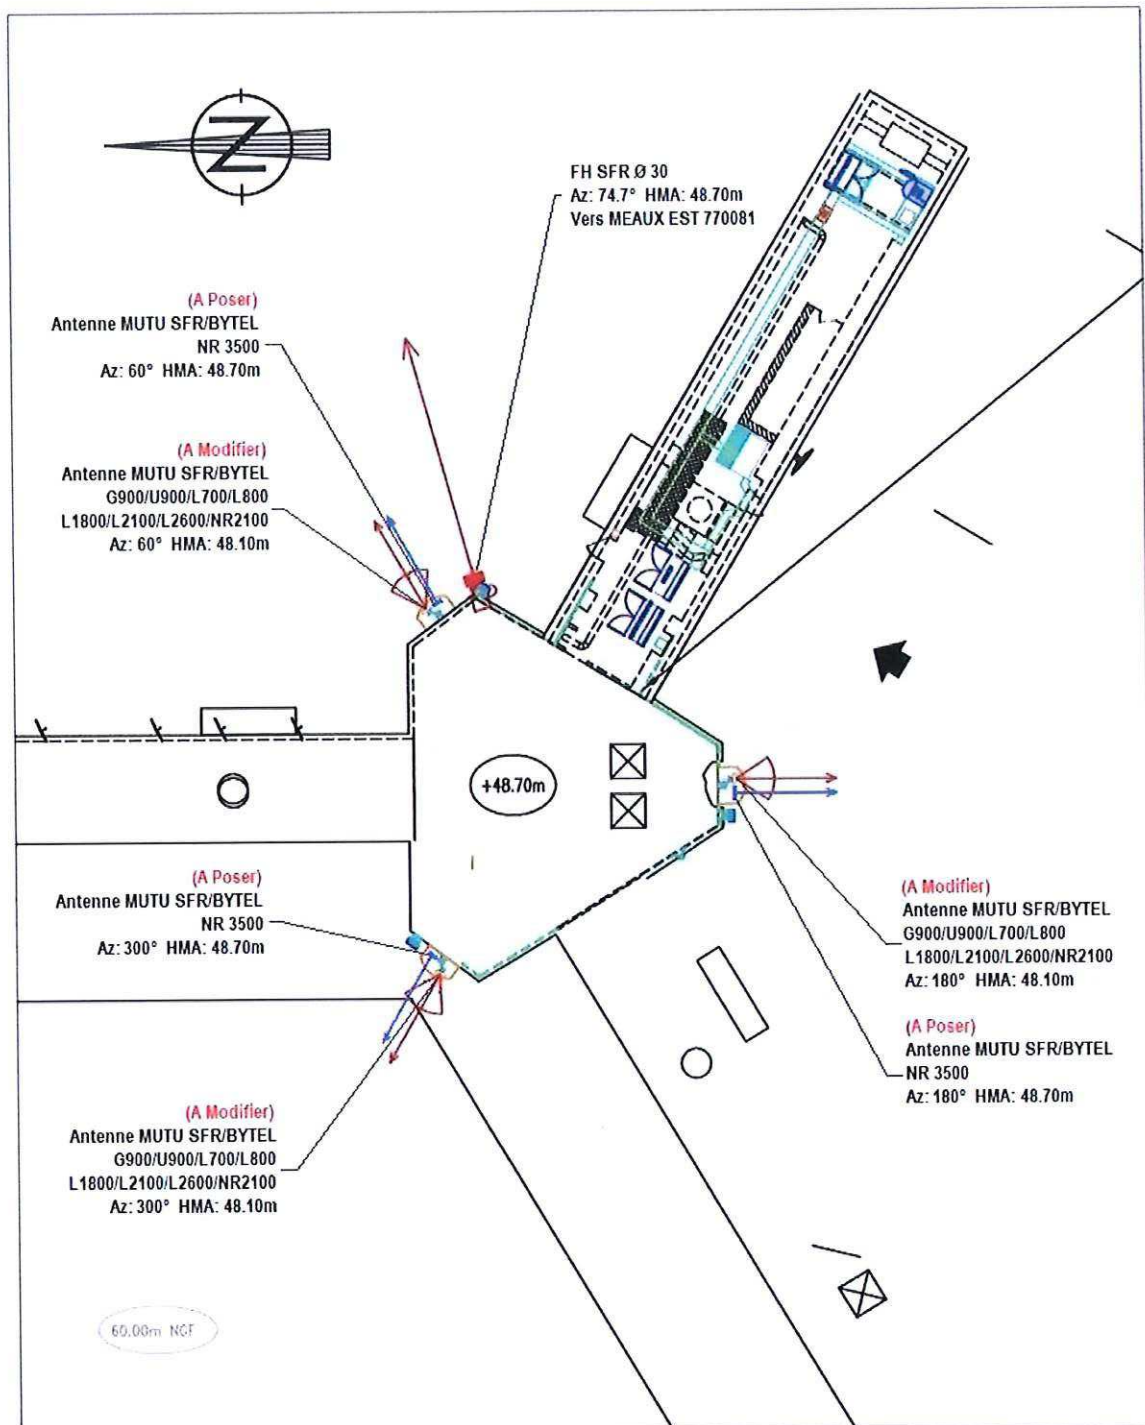 N
FH SFR Ø 30
Az: 74.7° HMA: 48.70m
Vers MEAUX EST 770081
(A Poser)
Antenne MUTU SFR/BYTEL
NR 3500
Az: 60° HMA: 48.70m
(A Modifier)
Antenne MUTU SFR/BYTEL
G900/U900/L700/L800
L1800/L2100/L2600/NR2100
Az: 60° HMA: 48.10m
+48.70m
(A Poser)
Antenne MUTU SFR/BYTEL
NR 3500
Az: 300° HMA: 48.70m
(A Modifier)
Antenne MUTU SFR/BYTEL
G900/U900/L700/L800
L1800/L2100/L2600/NR2100
Az: 180° HMA: 48.10m
(A Poser)
Antenne MUTU SFR/BYTEL
NR 3500
Az: 180° HMA: 48.70m
(A Modifier)
Antenne MUTU SFR/BYTEL
G900/U900/L700/L800
L1800/L2100/L2600/NR2100
Az: 300° HMA: 48.10m
60.00m NGF